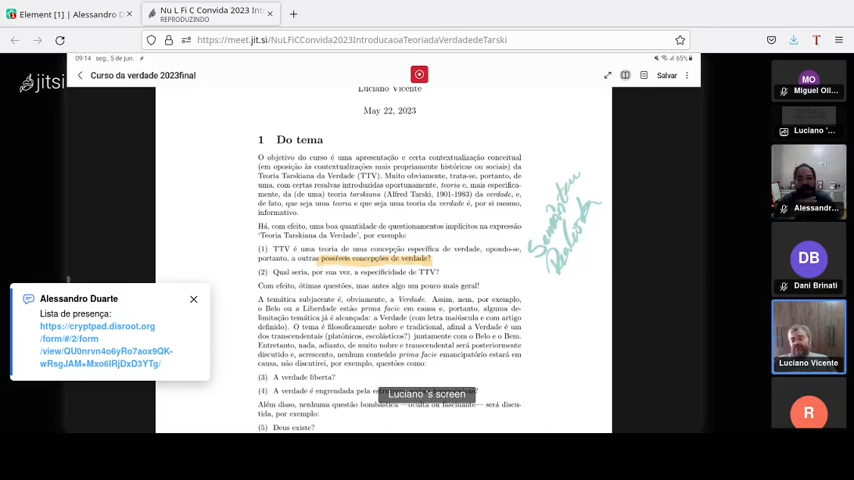 Element [1] | Alessandro D
Nu L Fi C Convida 2023 Int
REPRODUZINDO
https://meet.jit.si/NuLFiCConvida2023IntroducaoaTeoriadaVerdadedeTarski
jitsi
09:14 seg., 5 de jun.
65%
Curso da verdade 2023final
Salvar
Luciano Vicente
May 22, 2023
1 Do tema
O objetivo do curso é uma apresentação e certa contextualização conceitual
(em oposição às contextualizações mais propriamente históricas ou sociais) da
Teoria Tarskiana da Verdade (TTV). Muito obviamente, trata-se, portanto, de
uma, com certas resalvas introduzidas oportunamente, teoria e, mais especifica-
mente, da (de uma) teoria tarskiana (Alfred Tarski, 1901-1983) da verdade, e,
de fato, que seja uma teoria e que seja uma teoria da verdade é, por si mesmo,
informativo.
Há, com efeito, uma boa quantidade de questionamentos implícitos na expressão
'Teoria Tarskiana da Verdade', por exemplo:
(1) TTV é uma teoria de uma concepção específica de verdade, opondo-se,
portanto, a outras possíveis concepções de verdade?
(2) Qual seria, por sua vez, a especificidade de TTV?
Com efeito, ótimas questões, mas antes algo um pouco mais geral!
A temática subjacente é, obviamente, a Verdade. Assim, nem, por exemplo,
o Belo ou a Liberdade estão prima facie em causa e, portanto, alguma de-
limitação temática já é alcançada: a Verdade (com letra maiúscula e com artigo
definido). O tema é filosoficamente nobre e tradicional, afinal a Verdade é um
dos transcendentais (platônicos, escolásticos?) juntamente com o Belo e o Bem.
Entretanto, nada, adianto, de muito nobre e transcendental será posteriormente
discutido e, acrescento, nenhum conteúdo prima facie emancipatório estará em
causa, não discutirei, por exemplo, questões como:
(3) A verdade liberta?
(4) A verdade é engendrada pela
Além disso, nenhuma questão bombástica —oculta ou fascinante— será discu-
tida, por exemplo:
(5) Deus existe?
Luciano 's screen
Alessandro Duarte
Lista de presença:
https://cryptpad.disroot.org
/form/#/2/form
/view/QU0nrvn4o6yRo7aox9QK-
wRsgJAM+Mxo6IRjDxD3YTg/
MO
Miguel Oli...
Luciano '...
Alessandr...
DB
Dani Brinati
Luciano Vicente
R